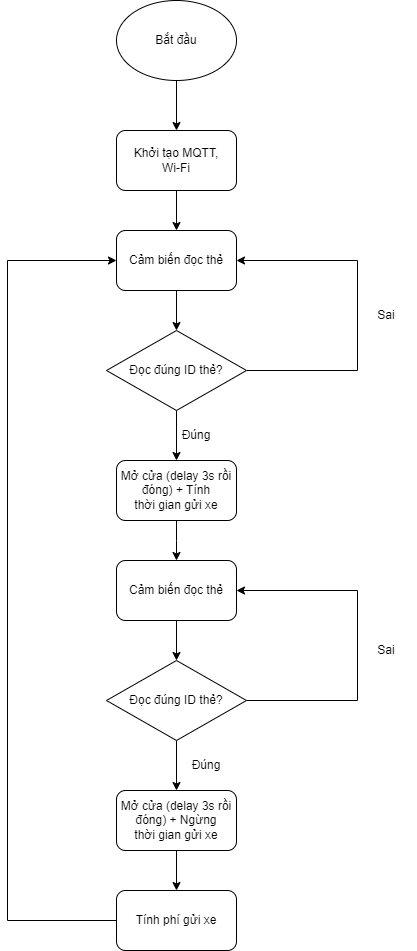 Bắt đầu
Khởi tạo MQTT,
Wi-Fi
Cảm biến đọc thẻ
Sai
Đọc đúng ID thẻ?
Đúng
Mở cửa (delay 3s rồi
đóng) + Tính
thời gian gửi xe
Cảm biến đọc thẻ
Sai
Đọc đúng ID thẻ?
Đúng
Mở cửa (delay 3s rồi
đóng) + Ngừng
thời gian gửi xe
Tính phí gửi xe